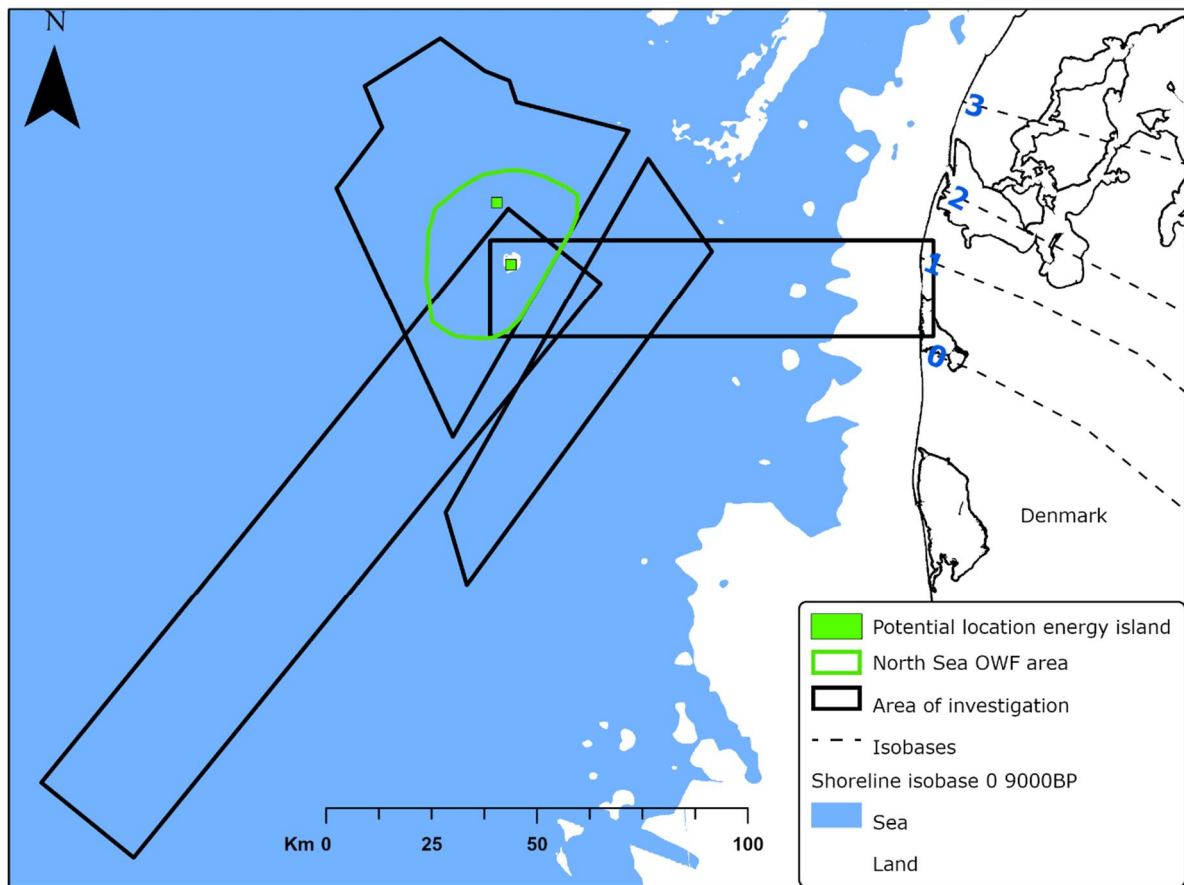 N
3
2
1
0
Denmark
Potential location energy island
North Sea OWF area
Area of investigation
Isobases
Shoreline isobase 0 9000BP
Sea
Land
Km 0 25 50 100